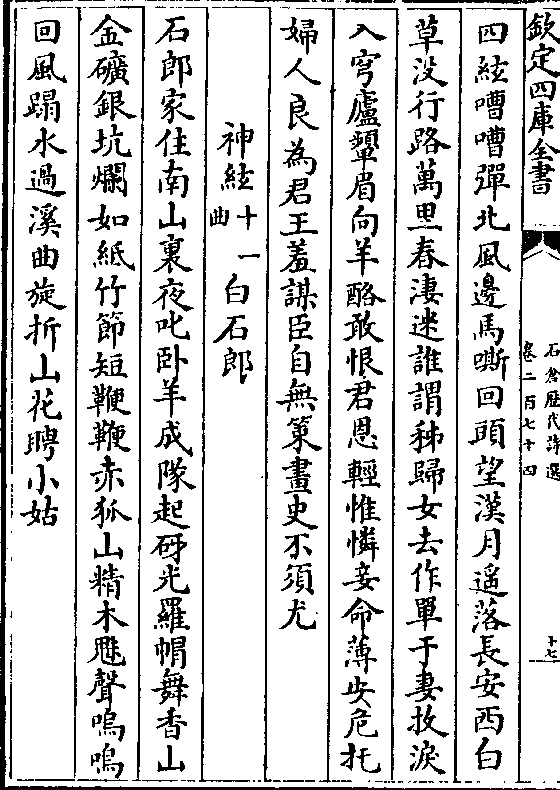 欽定四庫全書
石倉歷代詩選
卷二百七十四
十七
四絃嘈嘈彈北風邊馬嘶回頭望漢月遥落長安西白
草没行路萬里春淒迷誰謂秭歸女去作單于妻抆淚
入穹廬顰眉向羊酪敢恨君恩輕惟憐妾命薄安危托
婦人良為君王羞謀臣自無策畫史不須尤
神絃十一曲 白石郎
石郎家住南山裏夜叱卧羊成隊起砑光羅帽舞香山
金礦銀坑爛如紙竹節短鞭鞭赤狐山精木魅聲嗚嗚
回風蹋水過溪曲旋折山花聘小姑